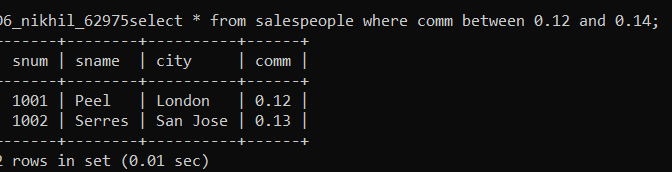 06_nikhil_62975select * from salespeople where comm between 0.12 and 0.14;
-------+--------+----------+------+
snum | sname | city | comm |
-------+--------+----------+------+
1001 | Peel | London | 0.12 |
1002 | Serres | San Jose | 0.13 |
-------+--------+----------+------+
2 rows in set (0.01 sec)